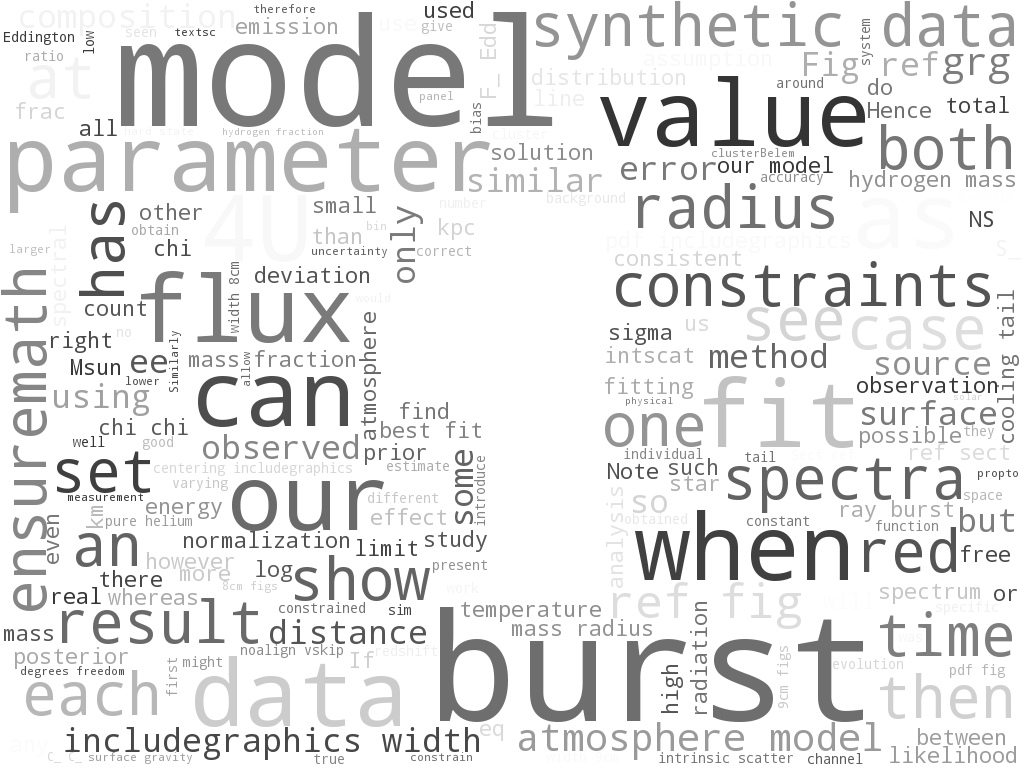 composition
therefore
used
Eddington
seen
textsc
emission
use
give
ratio
low
at
model
F_ Edd
synthetic data
system
assumption
Fig ref
grg
panel
distribution
around
do
frac
line
bias
value
Hence
total
all
hard state
hydrogen fraction
cluster
both
parameter
solution
clusterBelem
error
our model
similar
accuracy
hydrogen mass
background
has
other
4U
small
number
radius
as
NS
obtain
than
bin
only
kpc
larger
spectral
chi
uncertainty
correct
pdf includegraphics
S_
consistent
ensuremath
width 8cm
deviation
constraints
flux
would
count
see
case
tail
no
right
Similarly
atmosphere
sigma
us
ee
mass fraction
intscat
method
source
Msun
lower
allow
can
cooling
using
fitting
fit
observation
physical
solar
find
one
surface
chi chi
best fit
possible
they
well
good
observed
prior
individual
tail
Sect ref
ref sect
set
centering includegraphics
estimate
some
Note
such
spectra
propto
varying
measurement
our
different
introduce
star
space
km
energy
effect
analysis
so
ray burst
pure helium
obtained
constant
function
but
even
an
normalization
limit
study
when
red
free
however
there
more
log
show
present
8cm figs
work
real
whereas
ref fig
will
spectrum
or
constrained
sim
temperature
specific
mass
result
distance
mass radius
radiation
burst
time
was
noalign vskip
redshift
posterior
first
might
If
high
9cm figs
evolution
pdf fig
degrees freedom
each
data
then
any
includegraphics width
eq
atmosphere model
between
C_ C_
surface gravity
true
constrain
width 9cm
intrinsic scatter
channel
likelihood